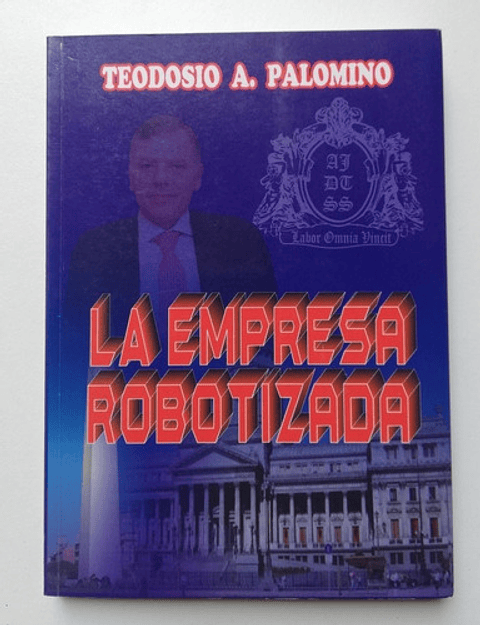 TEODOSIO A. PALOMINO
AJ
DT
SS
Labor Omnia Vincit
LA EMPRESA
ROBOTIZADA